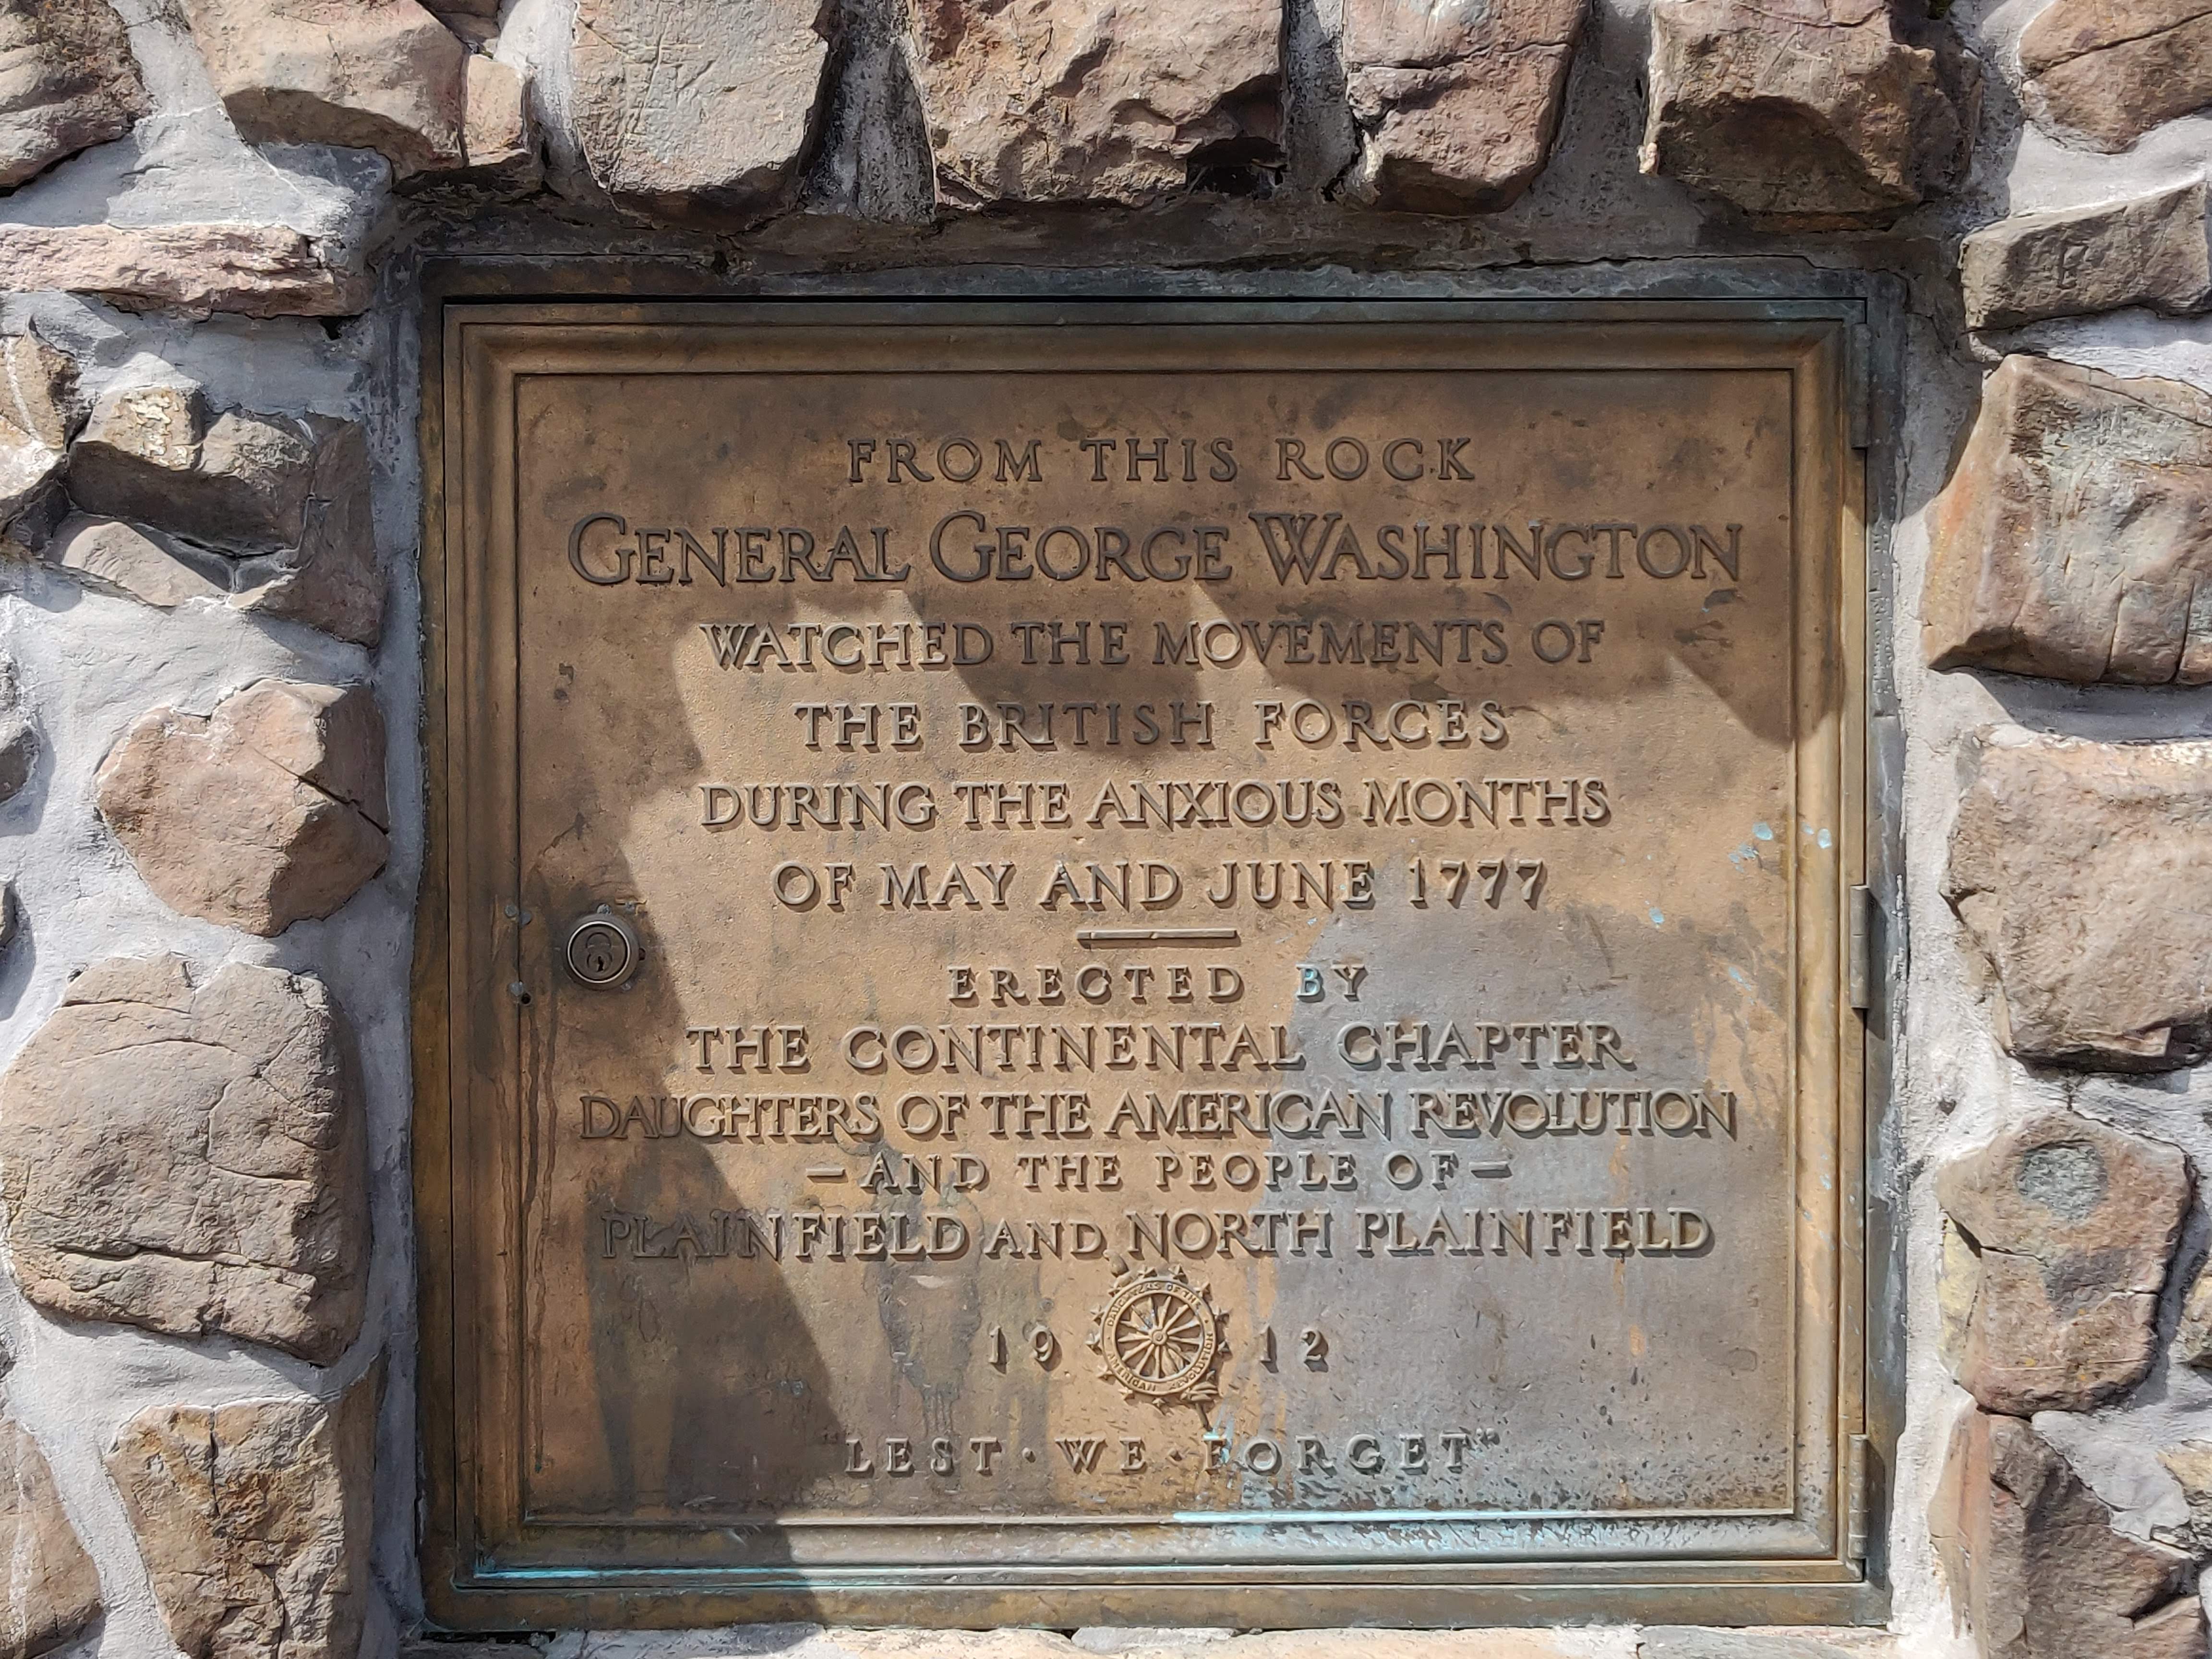 FROM THIS ROCK
GENERAL GEORGE WASHINGTON
WATCHED THE MOVEMENTS OF
THE BRITISH FORCES
DURING THE ANXIOUS MONTHS
OF MAY AND JUNE 1777
ERECTED BY
THE CONTINENTAL CHAPTER
DAUGHTERS OF THE AMERICAN REVOLUTION
—AND THE PEOPLE OF—
PLAINFIELD AND NORTH PLAINFIELD
DAUGHTERS OF THE AMERICAN REVOLUTION
19 12
"LEST · WE · FORGET"